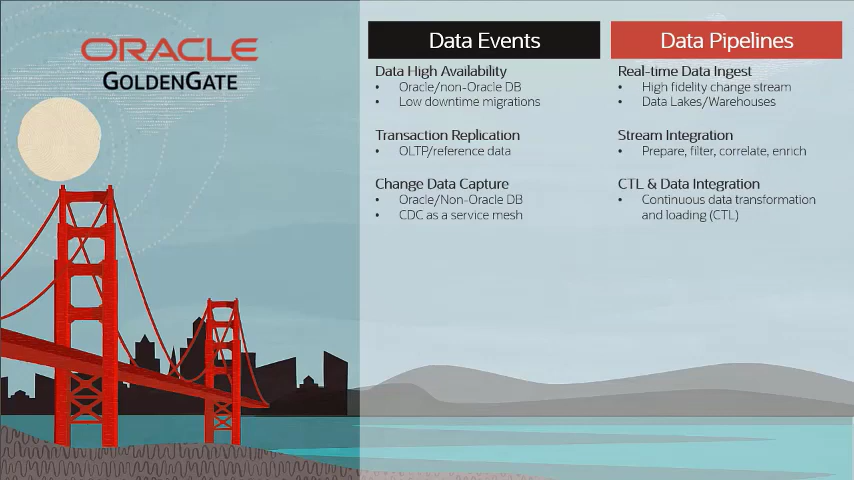 ORACLE
GOLDENGATE
Data Events
Data High Availability
• Oracle/non-Oracle DB
• Low downtime migrations
Transaction Replication
• OLTP/reference data
Change Data Capture
• Oracle/Non-Oracle DB
• CDC as a service mesh
Data Pipelines
Real-time Data Ingest
• High fidelity change stream
• Data Lakes/Warehouses
Stream Integration
• Prepare, filter, correlate, enrich
CTL & Data Integration
• Continuous data transformation
and loading (CTL)